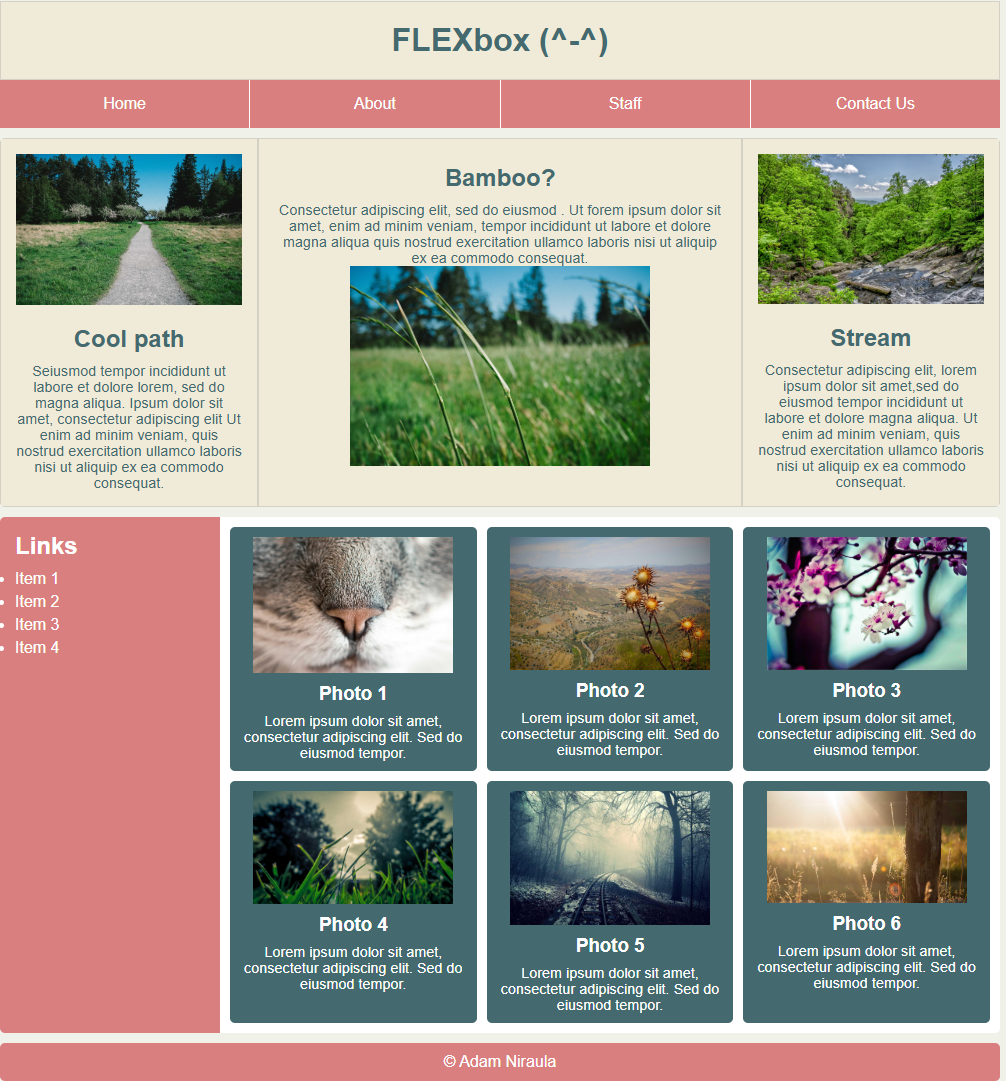 FLEXbox (^-^)
Home
About
Staff
Contact Us
Cool path
Seiusmod tempor incididunt ut
labore et dolore lorem, sed do
magna aliqua. Ipsum dolor sit
amet, consectetur adipiscing elit Ut
enim ad minim veniam, quis
nostrud exercitation ullamco laboris
nisi ut aliquip ex ea commodo
consequat.
Bamboo?
Consectetur adipiscing elit, sed do eiusmod . Ut forem ipsum dolor sit
amet, enim ad minim veniam, tempor incididunt ut labore et dolore
magna aliqua quis nostrud exercitation ullamco laboris nisi ut aliquip
ex ea commodo consequat.
Stream
Consectetur adipiscing elit, lorem
ipsum dolor sit amet,sed do
eiusmod tempor incididunt ut
labore et dolore magna aliqua. Ut
enim ad minim veniam, quis
nostrud exercitation ullamco laboris
nisi ut aliquip ex ea commodo
consequat.
Links
Item 1
Item 2
Item 3
Item 4
Photo 1
Lorem ipsum dolor sit amet,
consectetur adipiscing elit. Sed do
eiusmod tempor.
Photo 2
Lorem ipsum dolor sit amet,
consectetur adipiscing elit. Sed do
eiusmod tempor.
Photo 3
Lorem ipsum dolor sit amet,
consectetur adipiscing elit. Sed do
eiusmod tempor.
Photo 4
Lorem ipsum dolor sit amet,
consectetur adipiscing elit. Sed do
eiusmod tempor.
Photo 5
Lorem ipsum dolor sit amet,
consectetur adipiscing elit. Sed do
eiusmod tempor.
Photo 6
Lorem ipsum dolor sit amet,
consectetur adipiscing elit. Sed do
eiusmod tempor.
© Adam Niraula